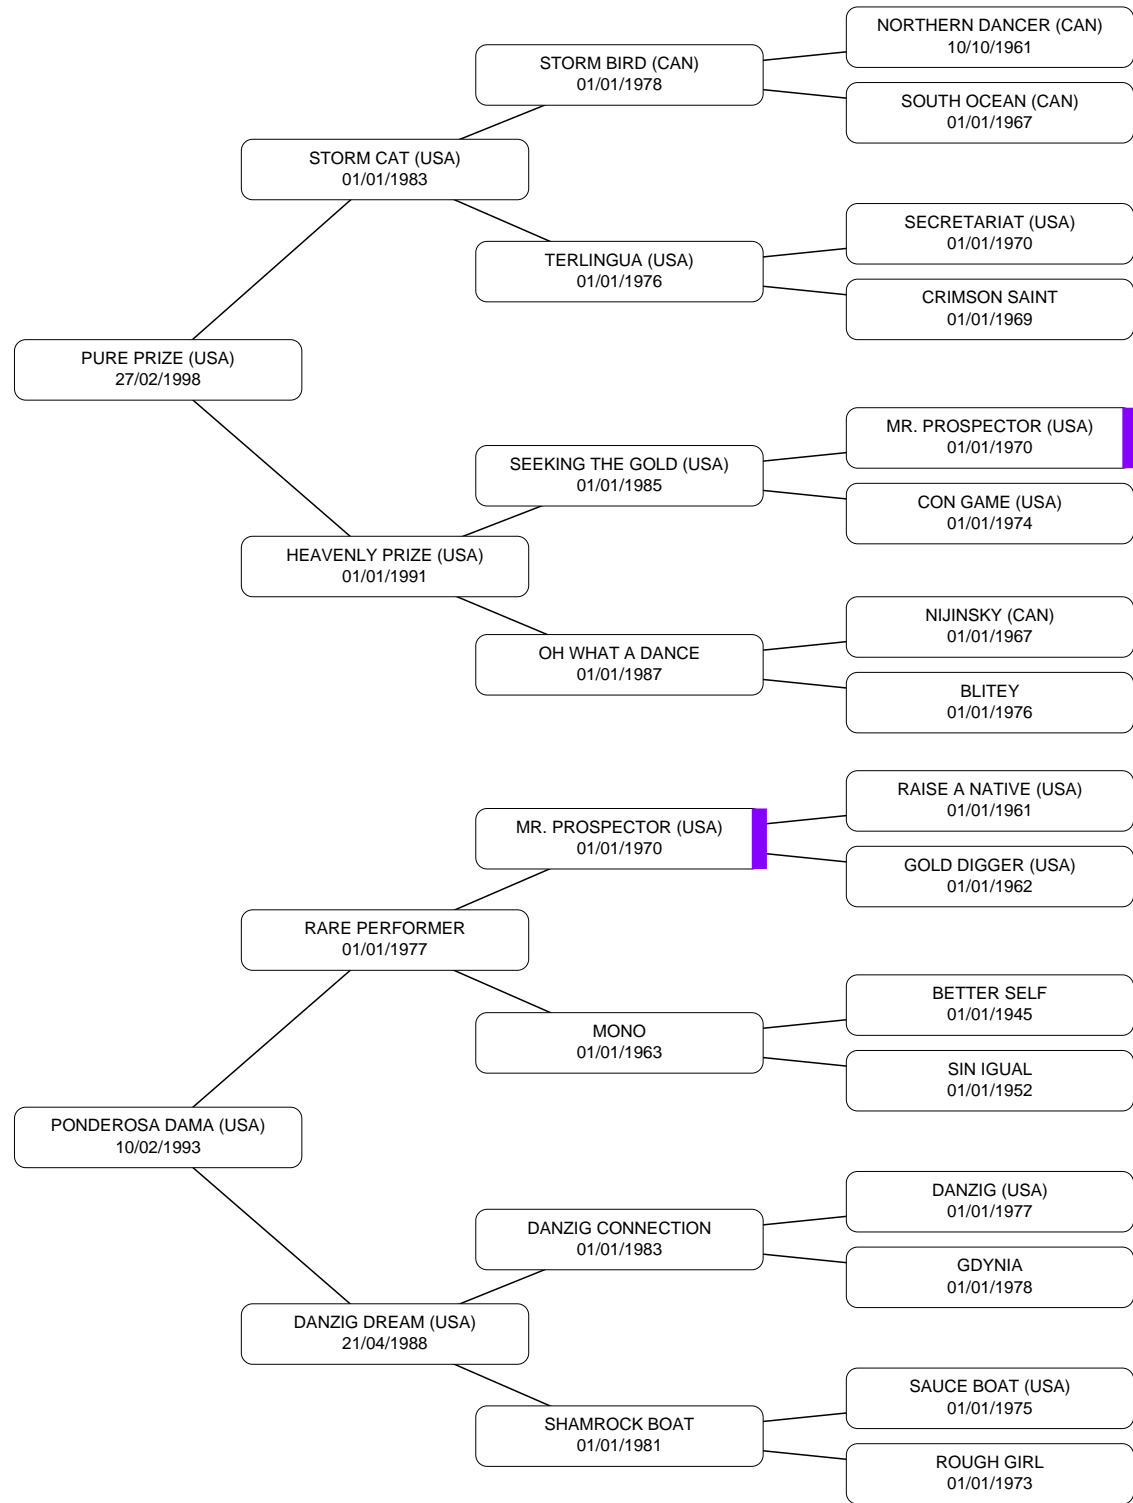 NORTHERN DANCER (CAN)
10/10/1961
STORM BIRD (CAN)
01/01/1978
SOUTH OCEAN (CAN)
01/01/1967
STORM CAT (USA)
01/01/1983
SECRETARIAT (USA)
01/01/1970
TERLINGUA (USA)
01/01/1976
CRIMSON SAINT
01/01/1969
PURE PRIZE (USA)
27/02/1998
MR. PROSPECTOR (USA)
01/01/1970
SEEKING THE GOLD (USA)
01/01/1985
CON GAME (USA)
01/01/1974
HEAVENLY PRIZE (USA)
01/01/1991
NIJINSKY (CAN)
01/01/1967
OH WHAT A DANCE
01/01/1987
BLITEY
01/01/1976
RAISE A NATIVE (USA)
01/01/1961
MR. PROSPECTOR (USA)
01/01/1970
GOLD DIGGER (USA)
01/01/1962
RARE PERFORMER
01/01/1977
BETTER SELF
01/01/1945
MONO
01/01/1963
SIN IGUAL
01/01/1952
PONDEROSA DAMA (USA)
10/02/1993
DANZIG (USA)
01/01/1977
DANZIG CONNECTION
01/01/1983
GDYNIA
01/01/1978
DANZIG DREAM (USA)
21/04/1988
SAUCE BOAT (USA)
01/01/1975
SHAMROCK BOAT
01/01/1981
ROUGH GIRL
01/01/1973